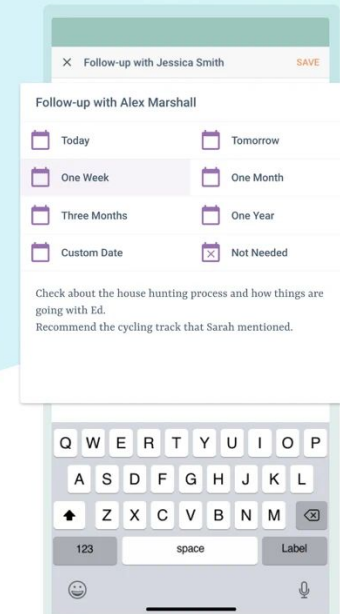 Follow-up with Jessica Smith SAVE
Follow-up with Alex Marshall
Today Tomorrow
One Week One Month
Three Months One Year
Custom Date Not Needed
Check about the house hunting process and how things are
going with Ed.
Recommend the cycling track that Sarah mentioned.
Q W E R T Y U I O P
A S D F G H J K L
Z X C V B N M
123 space Label